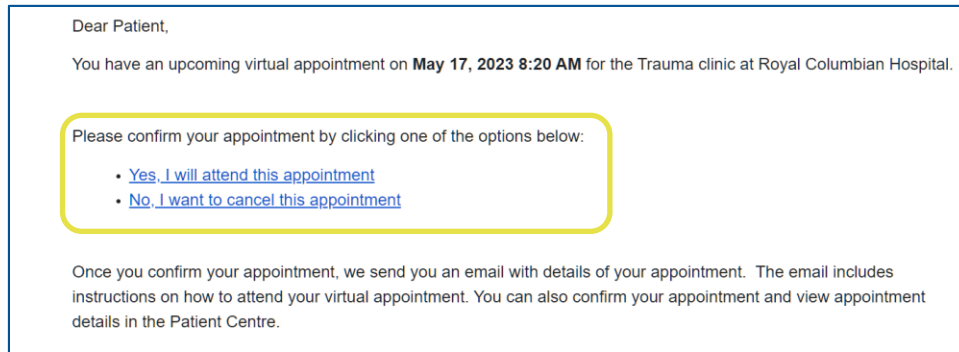 Dear Patient,
You have an upcoming virtual appointment on May 17, 2023 8:20 AM for the Trauma clinic at Royal Columbian Hospital.
Please confirm your appointment by clicking one of the options below:
• Yes, I will attend this appointment
• No, I want to cancel this appointment
Once you confirm your appointment, we send you an email with details of your appointment.  The email includes
instructions on how to attend your virtual appointment. You can also confirm your appointment and view appointment
details in the Patient Centre.